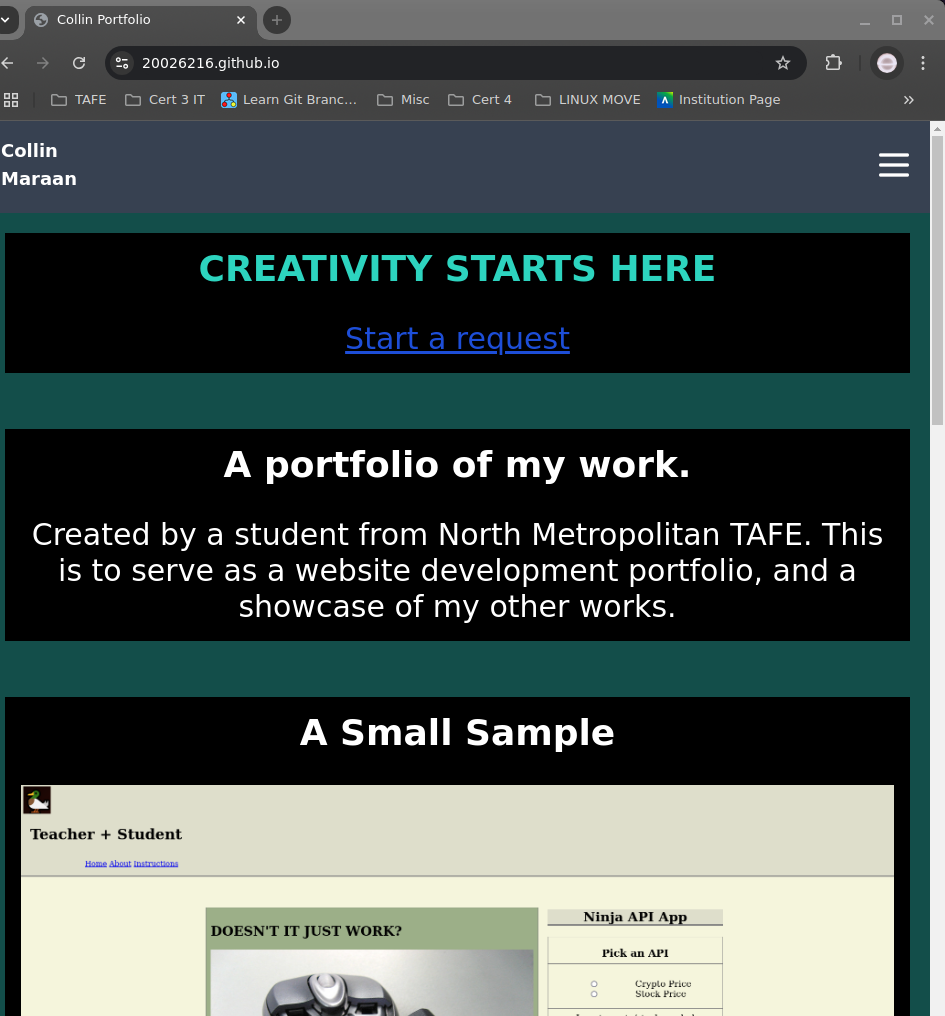 Collin Portfolio
20026216.github.io
TAFE Cert 3 IT Learn Git Branc... Misc Cert 4 LINUX MOVE Institution Page
Collin
Maraan
CREATIVITY STARTS HERE
Start a request
A portfolio of my work.
Created by a student from North Metropolitan TAFE. This
is to serve as a website development portfolio, and a
showcase of my other works.
A Small Sample
Teacher + Student
Home About Instructions
DOESN'T IT JUST WORK?
Ninja API App
Pick an API
Crypto Price
Stock Price